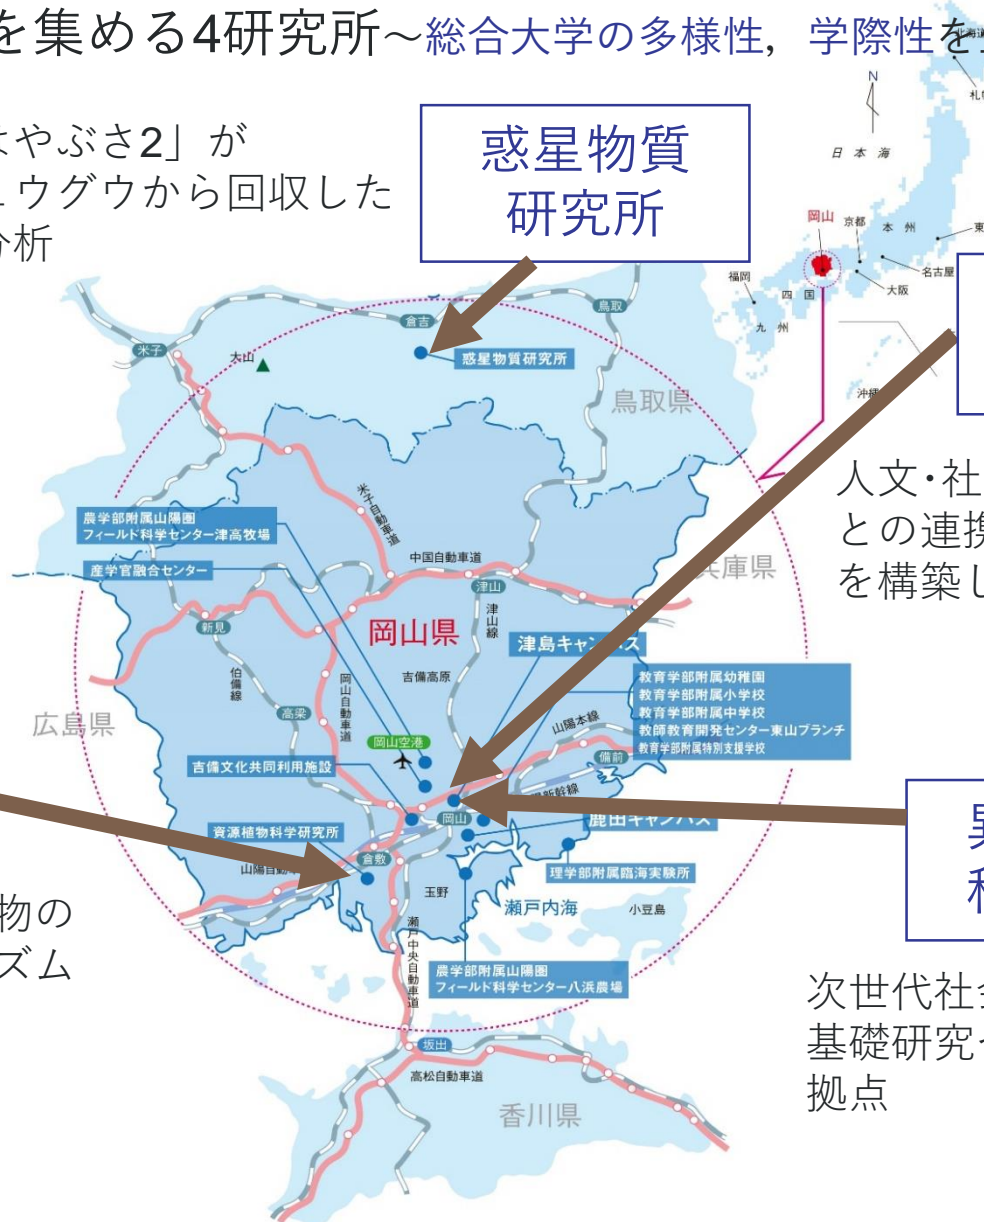 を集める4研究所～総合大学の多様性, 学際性を
北海道
札幌
N
日本海
はやぶさ2」が
ュウグウから回収した
分析
惑星物質
研究所
岡山
京都
本州
東
名古屋
大阪
福岡
四国
九州
沖縄
鳥取
倉吉
米子
大山
惑星物質研究所
鳥取県
人文･社
との連携
を構築し
米子自動車道
農学部附属山陽圏
フィールド科学センター津高牧場
中国自動車道
産学官融合センター
兵庫県
津山
新見
津山線
岡山県
津島キャンパス
伯備線
岡山自動車道
吉備高原
教育学部附属幼稚園
教育学部附属小学校
教育学部附属中学校
教師教育開発センター東山ブランチ
教育学部附属特別支援学校
広島県
高梁
山陽本線
岡山空港
備前
吉備文化共同利用施設
新幹線
岡山
鹿田キャンパス
資源植物科学研究所
倉敷
山陽自動車
理学部附属臨海実験所
玉野
瀬戸内海
小豆島
物の
ズム
瀬戸中央自動車道
農学部附属山陽圏
フィールド科学センター八浜農場
次世代社会
基礎研究
拠点
坂出
高松自動車道
香川県